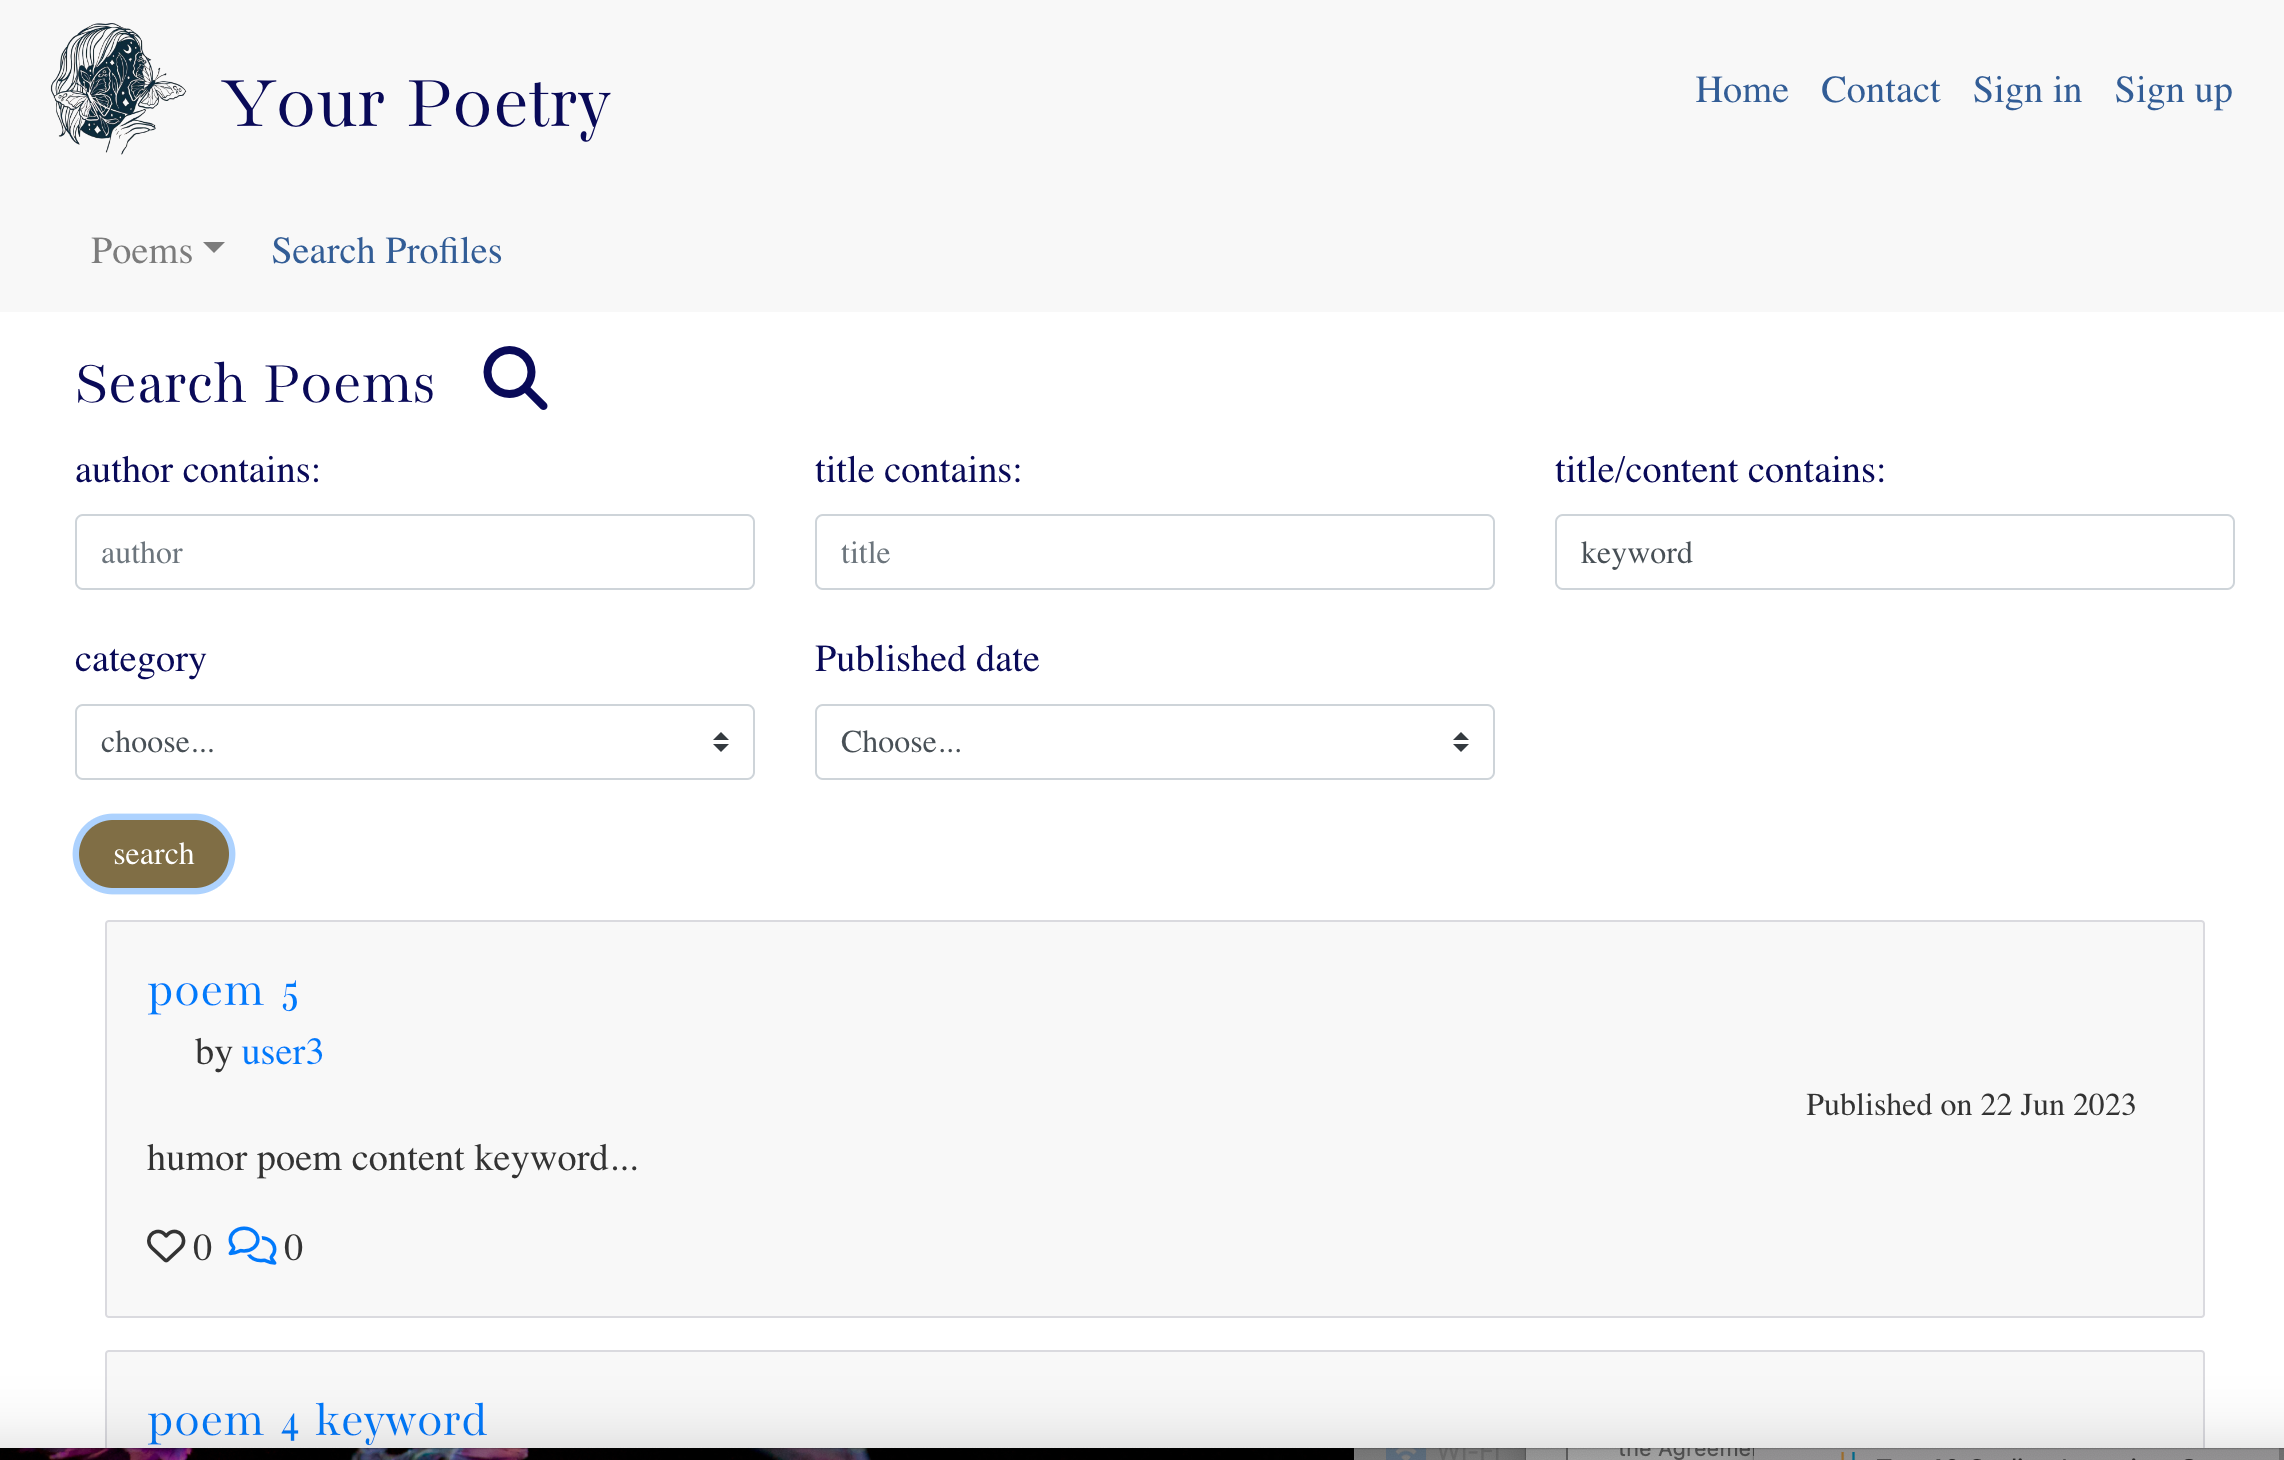 Your Poetry
Home Contact Sign in Sign up
Poems Search Profiles
Search Poems
author contains: title contains: title/content contains:
author title keyword
category Published date
choose... Choose...
search
poem 5
by user3
Published on 22 Jun 2023
humor poem content keyword...
0 0
poem 4 keyword
the Agreeme